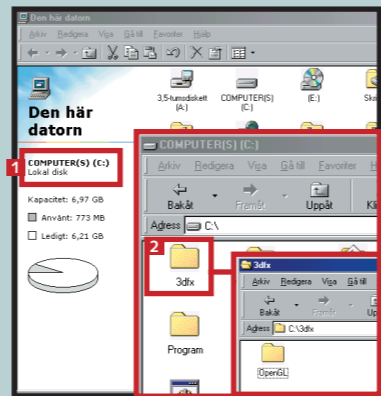 Den här datorn
Arkiv Redigera Visa Gå till Favoriter Hjälp
3,5-tumsdiskett (A:)
COMPUTER(S) (C:)
(E:)
Den här
datorn
1
COMPUTER(S) (C:)
Lokal disk
Kapacitet: 6,97 GB
Använt: 773 MB
Ledigt: 6,21 GB
COMPUTER(S) (C:)
Arkiv Redigera Visa Gå till Favoriter
Bakåt Framåt Uppåt
Adress C:\
2
3dfx
Program
3dfx
Arkiv Redigera Visa Gå till
Bakåt Framåt
Adress C:\3dfx
OpenGL